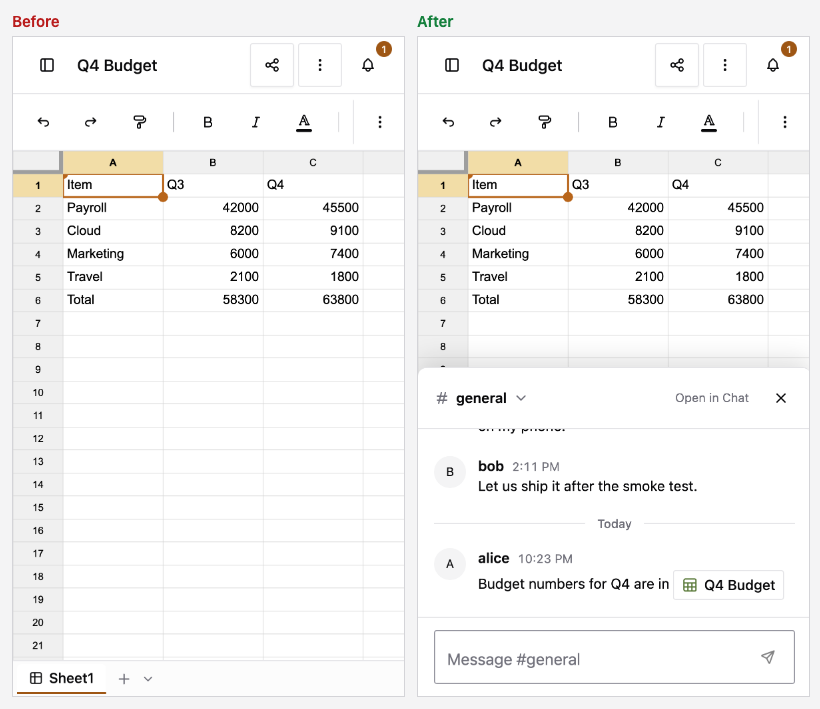 Before
Q4 Budget
1
B I A
A B C
1 Item Q3 Q4
2 Payroll 42000 45500
3 Cloud 8200 9100
4 Marketing 6000 7400
5 Travel 2100 1800
6 Total 58300 63800
7
8
9
10
11
12
13
14
15
16
17
18
19
20
21
Sheet1
After
Q4 Budget
1
B I A
A B C
1 Item Q3 Q4
2 Payroll 42000 45500
3 Cloud 8200 9100
4 Marketing 6000 7400
5 Travel 2100 1800
6 Total 58300 63800
7
8
# general Open in Chat
on my phone.
B bob 2:11 PM
Let us ship it after the smoke test.
Today
A alice 10:23 PM
Budget numbers for Q4 are in Q4 Budget
Message #general